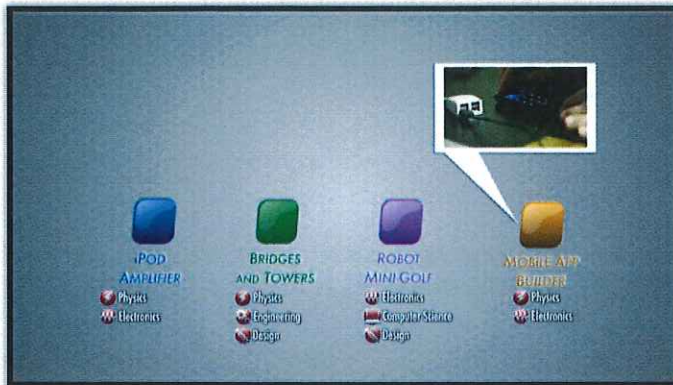 iPOD
AMPLIFIER
Physics
Electronics
BRIDGES
AND TOWERS
Physics
Engineering
Design
ROBOT
MINI-GOLF
Electronics
Computer Science
Design
MOBILE APP
BUILDER
Physics
Electronics